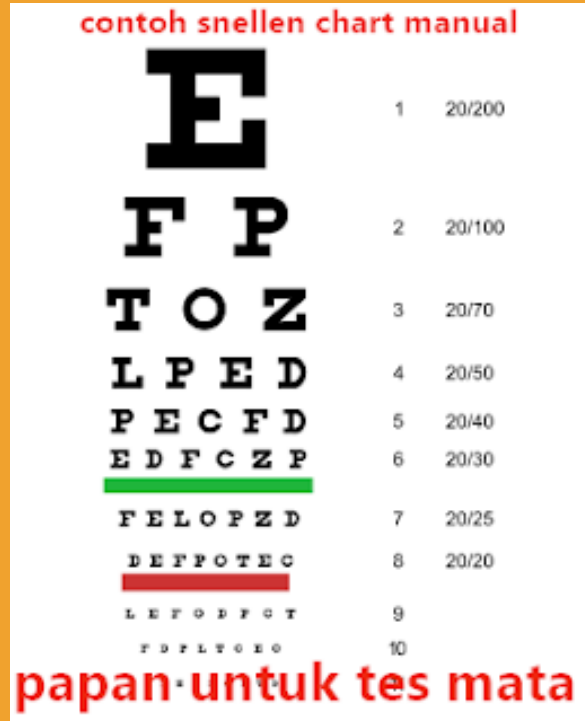 contoh snellen chart manual
E 1 20/200
F P 2 20/100
T O Z 3 20/70
L P E D 4 20/50
P E C F D 5 20/40
E D F C Z P 6 20/30
F E L O P Z D 7 20/25
D E F P O T E C 8 20/20
L E F O D P C T 9
F D P L T C E O 10
papan untuk tes mata